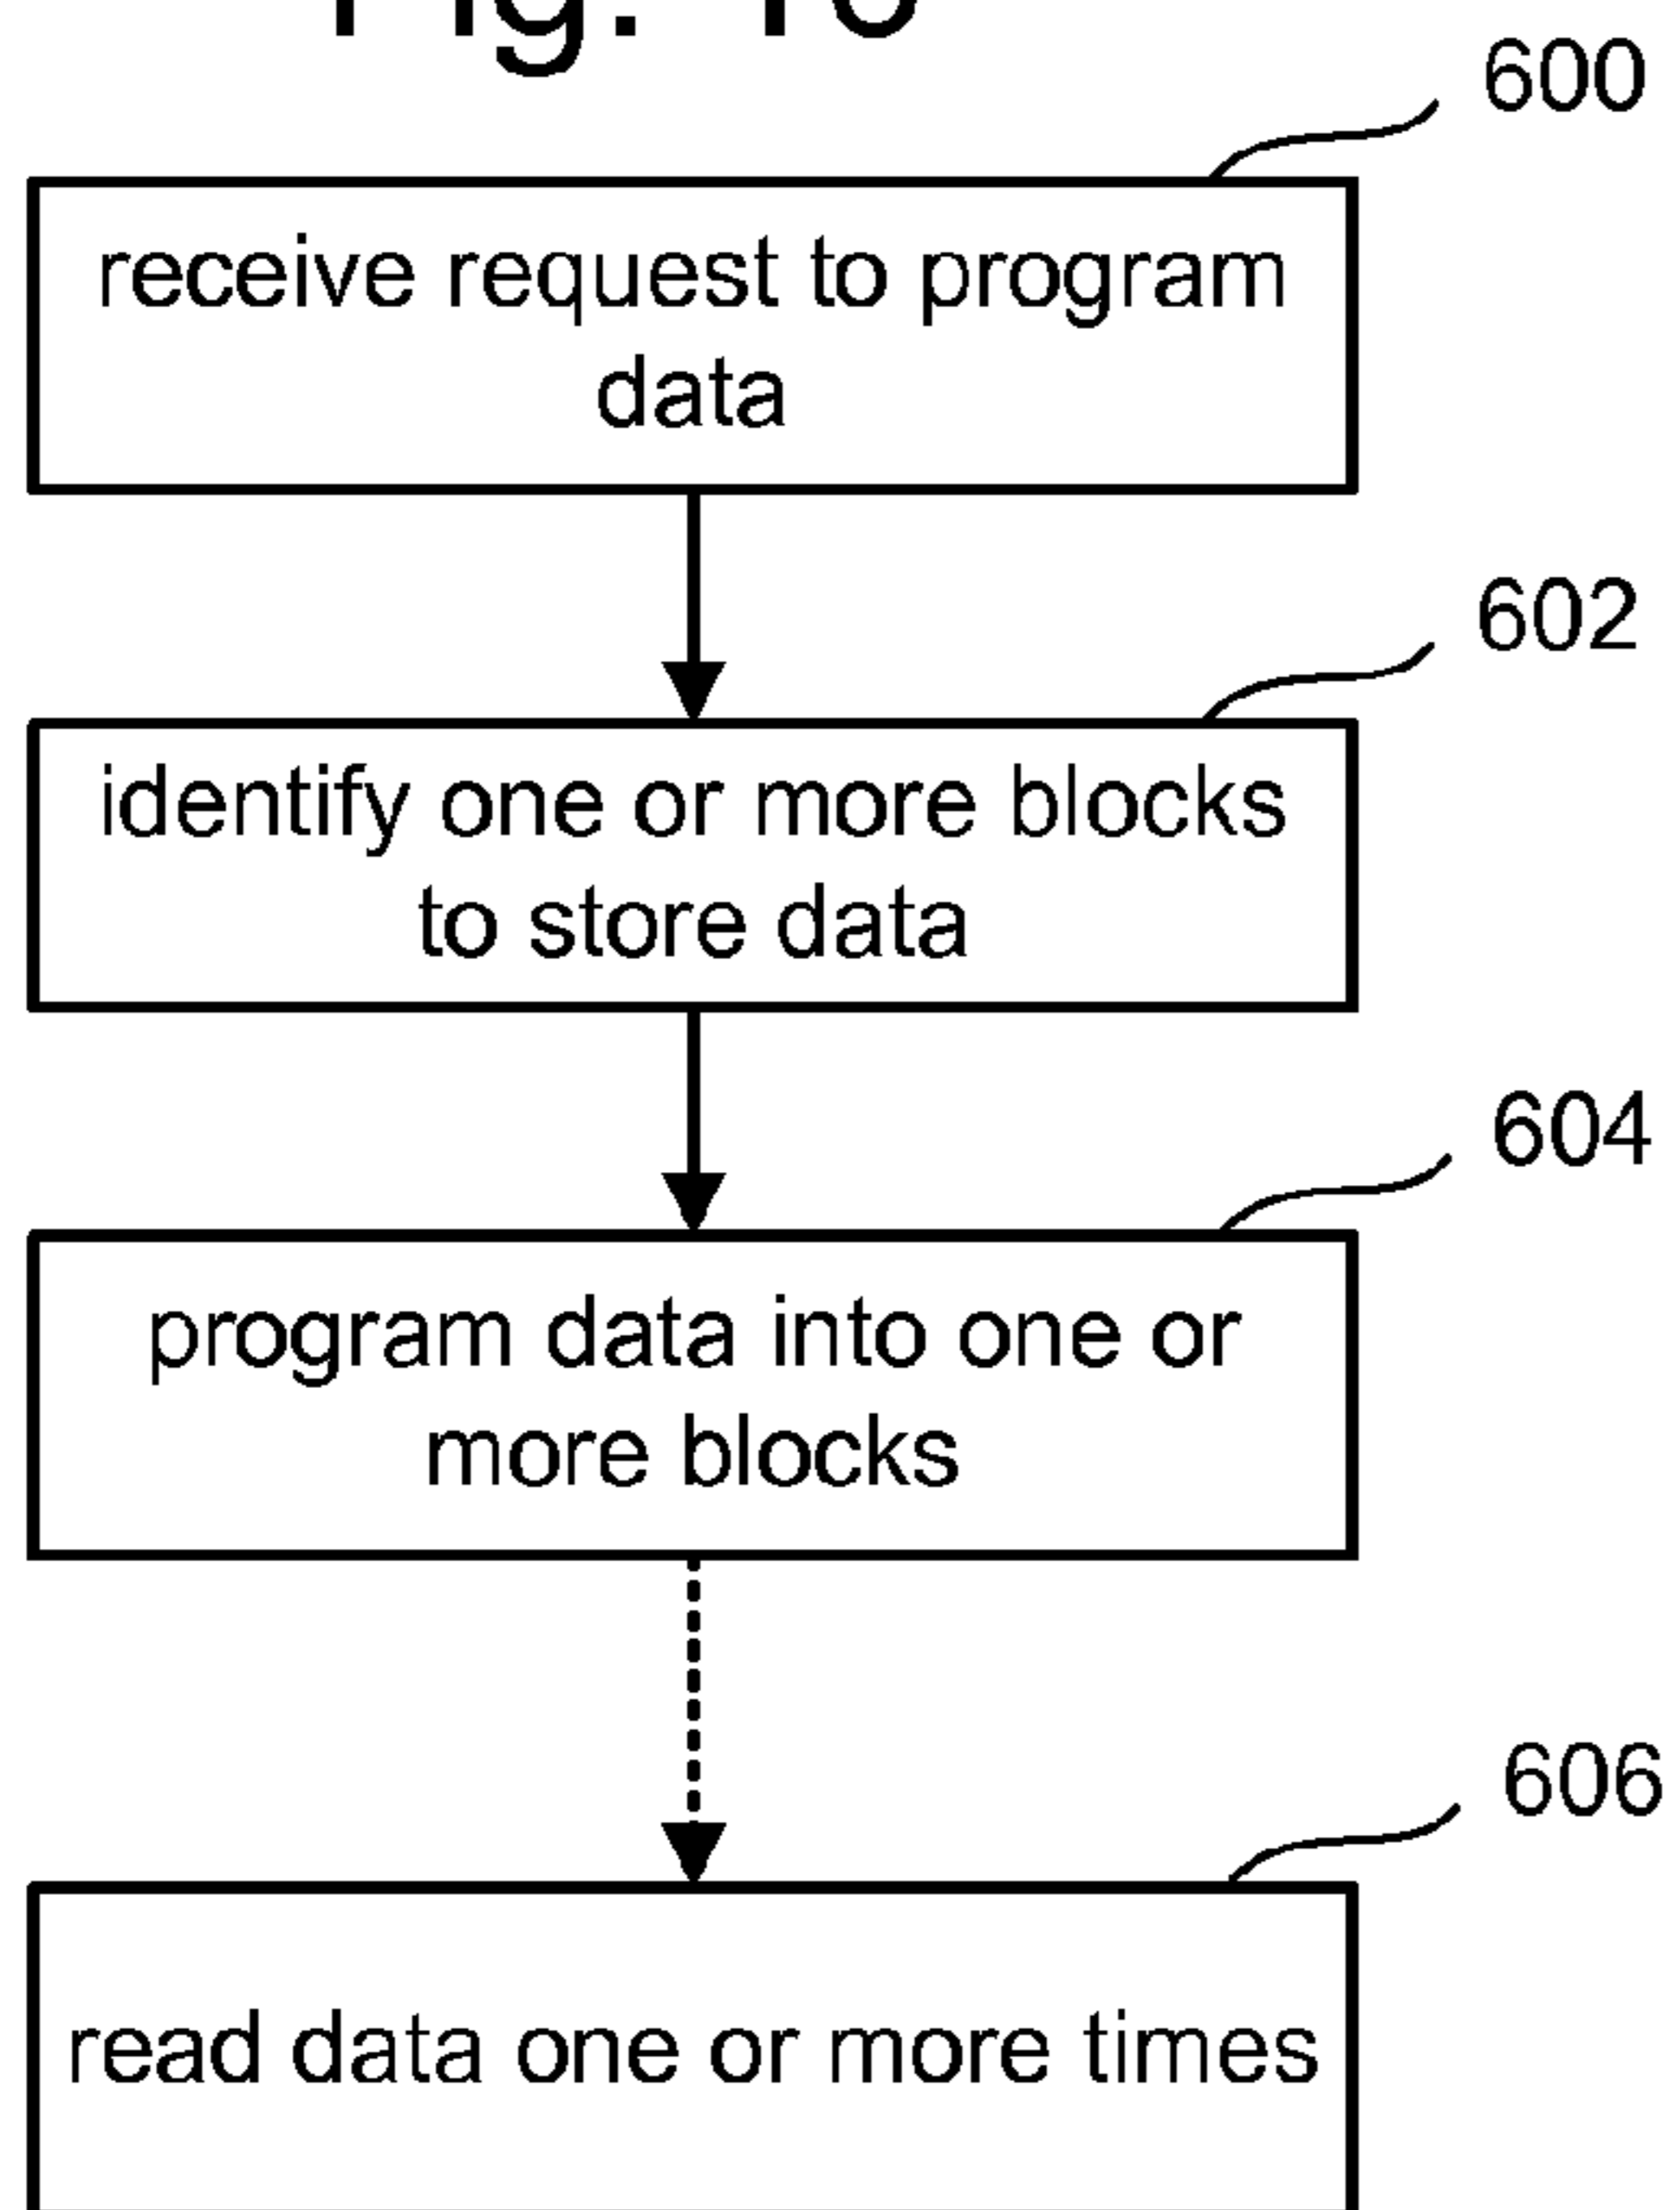 Fig.
600
receive request to program
data
602
identify one or more blocks
to store data
604
program data into one or
more blocks
606
read data one or more times